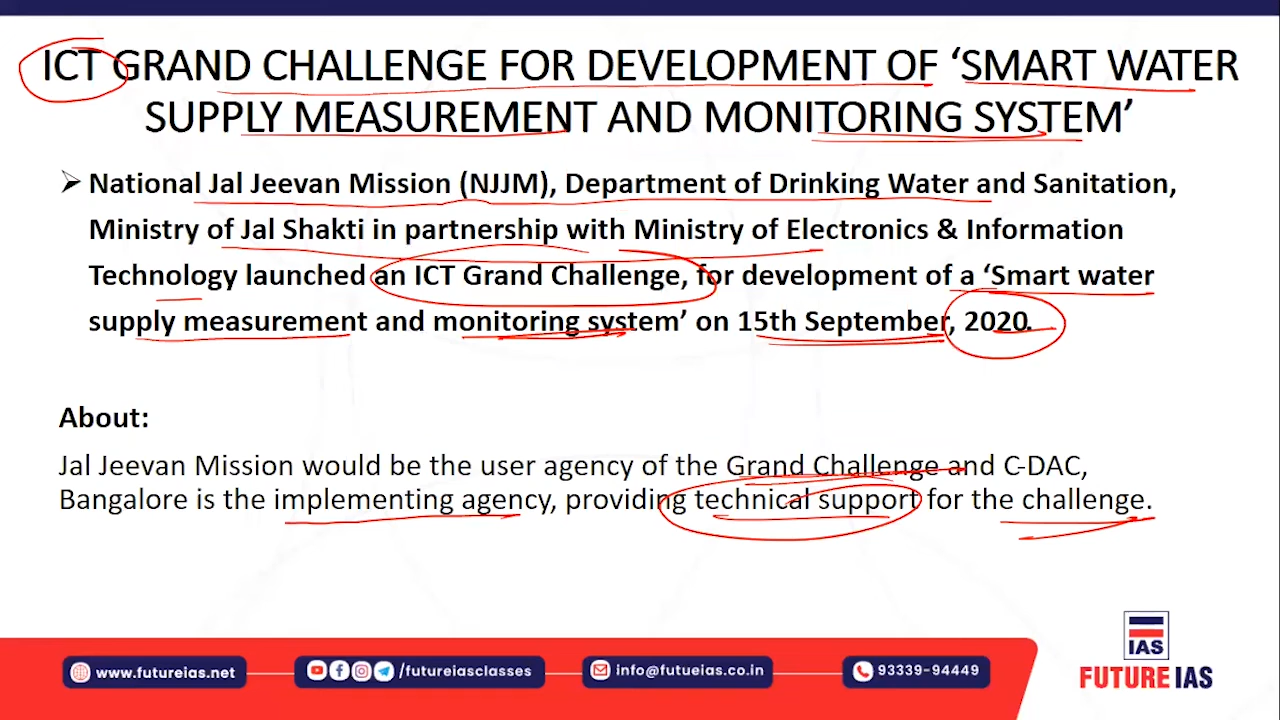 ICT GRAND CHALLENGE FOR DEVELOPMENT OF ‘SMART WATER
SUPPLY MEASUREMENT AND MONITORING SYSTEM’
➢ National Jal Jeevan Mission (NJJM), Department of Drinking Water and Sanitation,
Ministry of Jal Shakti in partnership with Ministry of Electronics & Information
Technology launched an ICT Grand Challenge, for development of a ‘Smart water
supply measurement and monitoring system’ on 15th September, 2020.
About:
Jal Jeevan Mission would be the user agency of the Grand Challenge and C-DAC,
Bangalore is the implementing agency, providing technical support for the challenge.
www.futureias.net
/futureiasclasses
info@futueias.co.in
93339-94449
IAS
FUTURE IAS